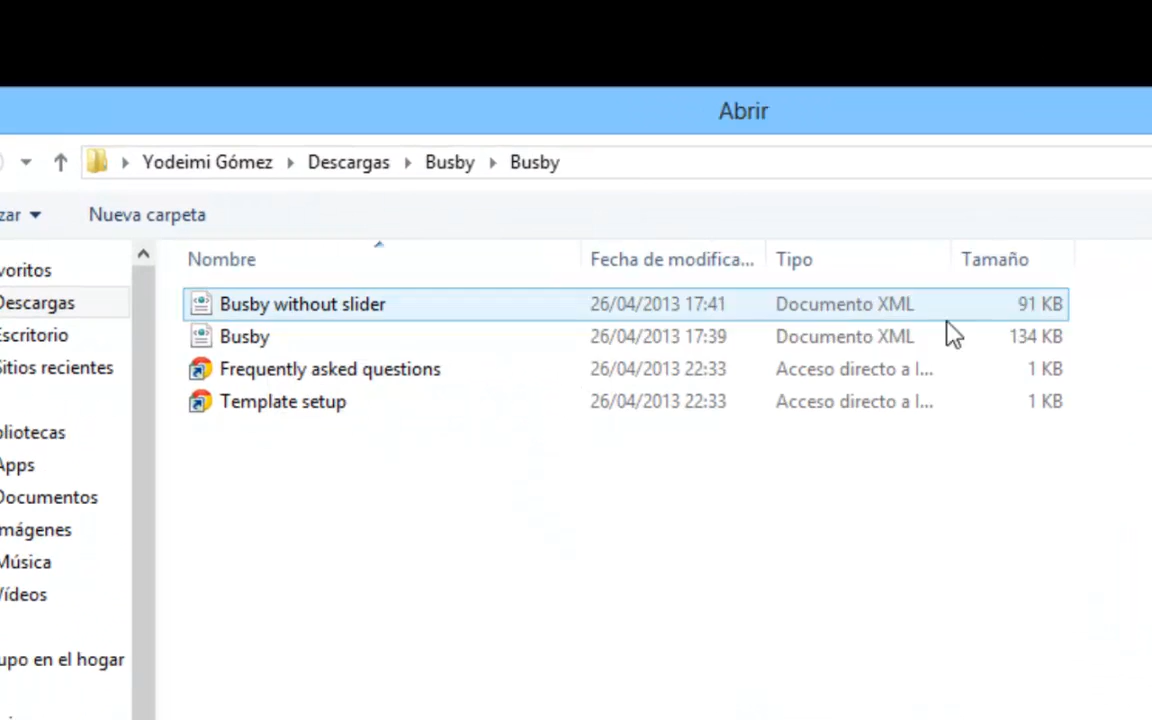 Abrir
Yodeimi Gómez Descargas Busby Busby
zar Nueva carpeta
Nombre Fecha de modifica... Tipo Tamaño
Busby without slider 26/04/2013 17:41 Documento XML 91 KB
Busby 26/04/2013 17:39 Documento XML 134 KB
Frequently asked questions 26/04/2013 22:33 Acceso directo a l... 1 KB
Template setup 26/04/2013 22:33 Acceso directo a l... 1 KB
voritos
Descargas
Escritorio
Sitios recientes
bliotecas
Apps
Documentos
mágenes
Música
Vídeos
upo en el hogar